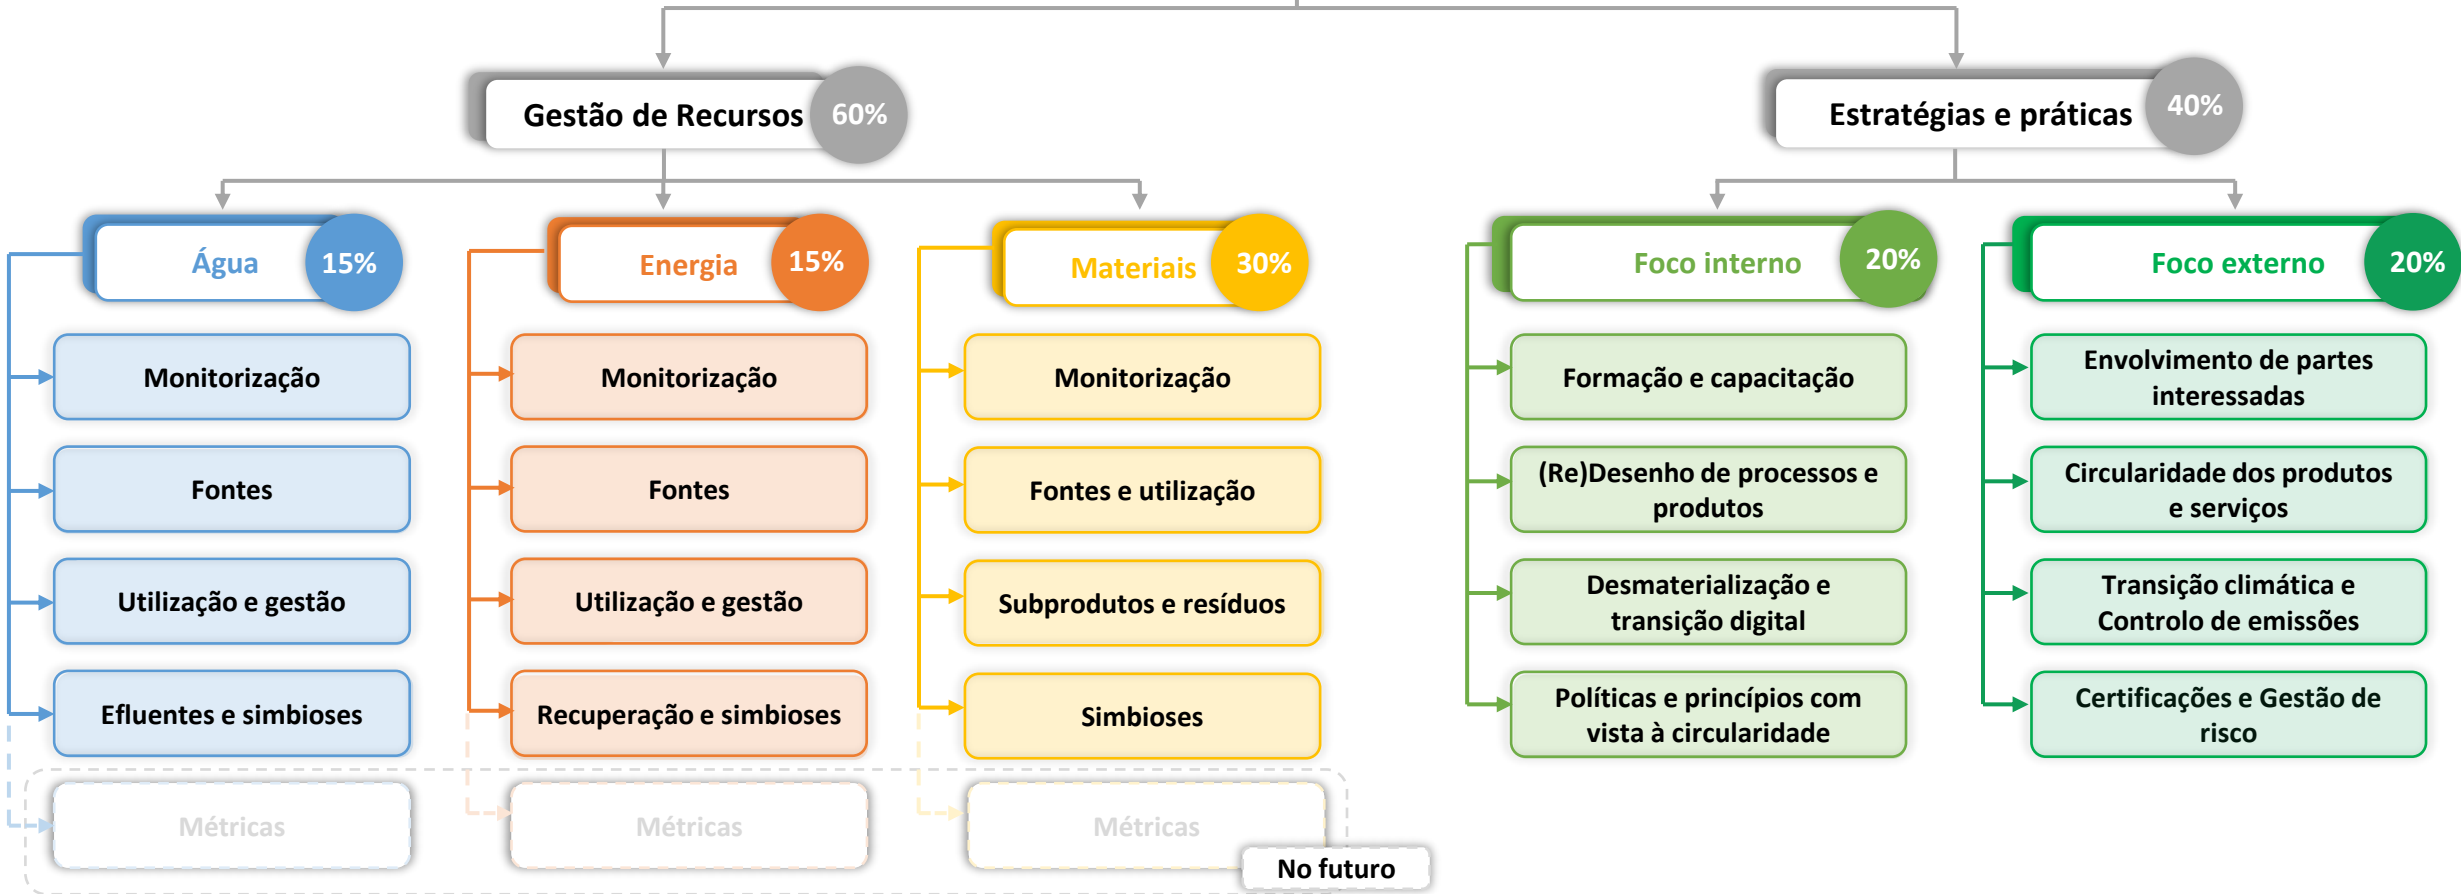 Gestão de Recursos
60%
Estratégias e práticas
40%
Água
15%
Monitorização
Fontes
Utilização e gestão
Efluentes e simbioses
Métricas
Energia
15%
Monitorização
Fontes
Utilização e gestão
Recuperação e simbioses
Métricas
Materiais
30%
Monitorização
Fontes e utilização
Subprodutos e resíduos
Simbioses
Métricas
No futuro
Foco interno
20%
Formação e capacitação
(Re)Desenho de processos e
produtos
Desmaterialização e
transição digital
Políticas e princípios com
vista à circularidade
Foco externo
20%
Envolvimento de partes
interessadas
Circularidade dos produtos
e serviços
Transição climática e
Controlo de emissões
Certificações e Gestão de
risco